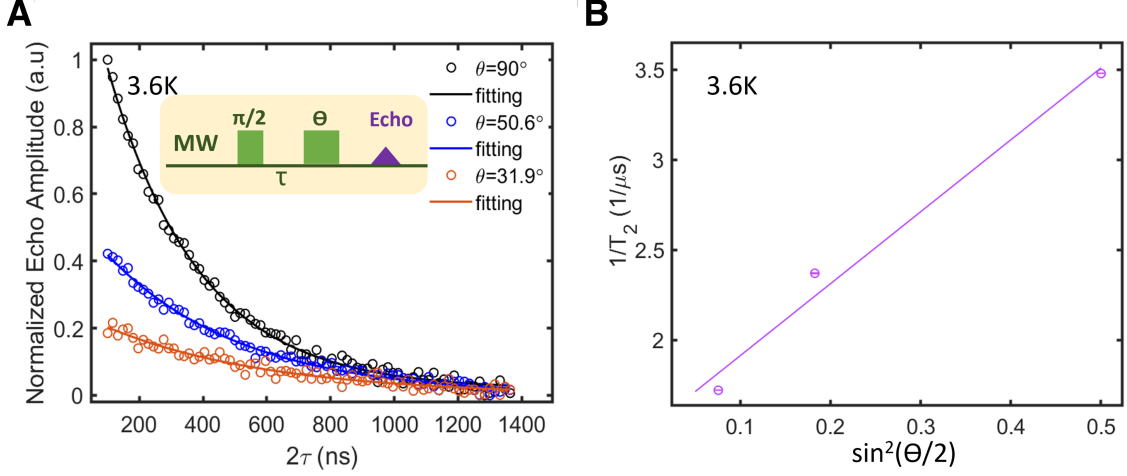 A
Normalized Echo Amplitude (a.u)
1
0.8
0.6
0.4
0.2
0
3.6K
π/2
Θ
Echo
MW
τ
θ=90°
fitting
θ=50.6°
fitting
θ=31.9°
fitting
200
400
600
800
1000
1200
1400
2τ (ns)
B
1/T₂ (1/μs)
3.5
3
2.5
2
3.6K
0.1
0.2
0.3
0.4
0.5
sin²(Θ/2)